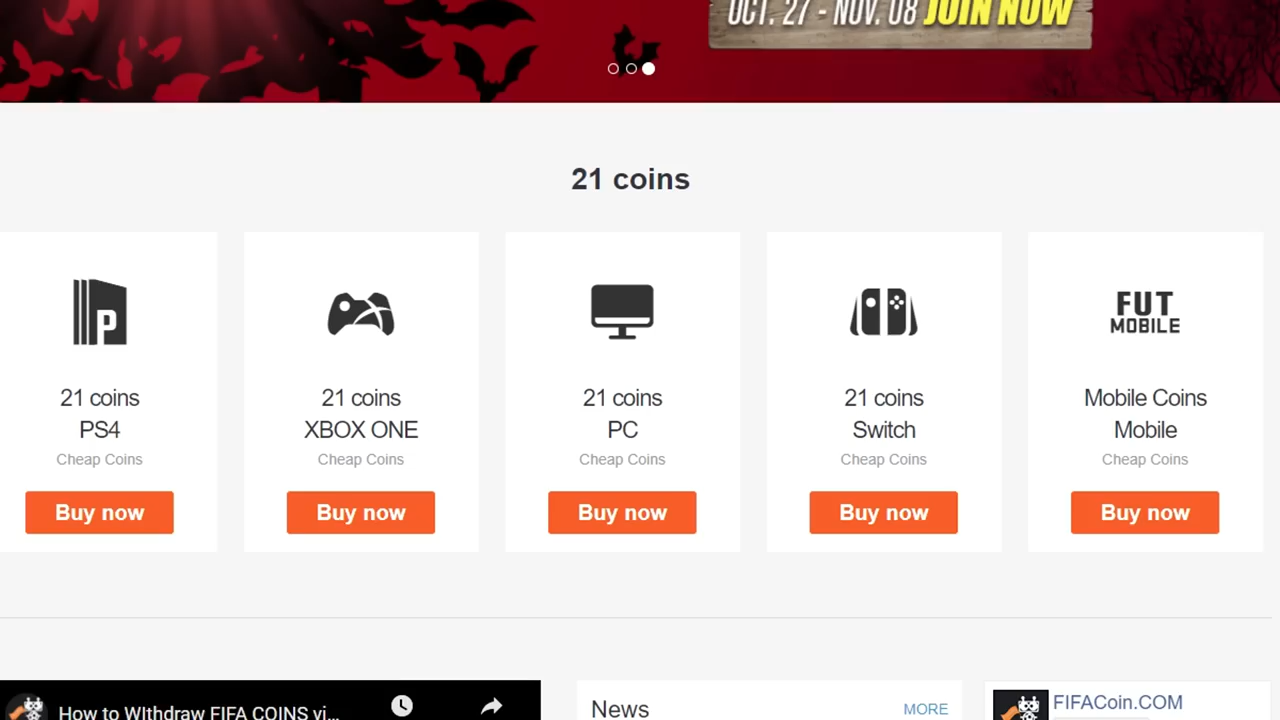 OCT. 27 - NOV. 08 JOIN NOW
21 coins
21 coins
PS4
Cheap Coins
Buy now
21 coins
XBOX ONE
Cheap Coins
Buy now
21 coins
PC
Cheap Coins
Buy now
21 coins
Switch
Cheap Coins
Buy now
FUT
MOBILE
Mobile Coins
Mobile
Cheap Coins
Buy now
How to WIthdraw FIFA COINS vi...
News
MORE
FIFACoin.COM